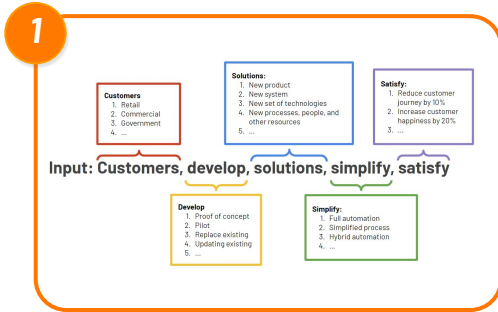 1
Customers
1. Retail
2. Commercial
3. Government
4. ...
Solutions:
1. New product
2. New system
3. New set of technologies
4. New processes, people, and
other resources
5. ...
Satisfy:
1. Reduce customer
journey by 10%
2. Increase customer
happiness by 20%
3. ...
Input: Customers, develop, solutions, simplify, satisfy
Develop
1. Proof of concept
2. Pilot
3. Replace existing
4. Updating existing
5. ...
Simplify:
1. Full automation
2. Simplified process
3. Hybrid automation
4. ...